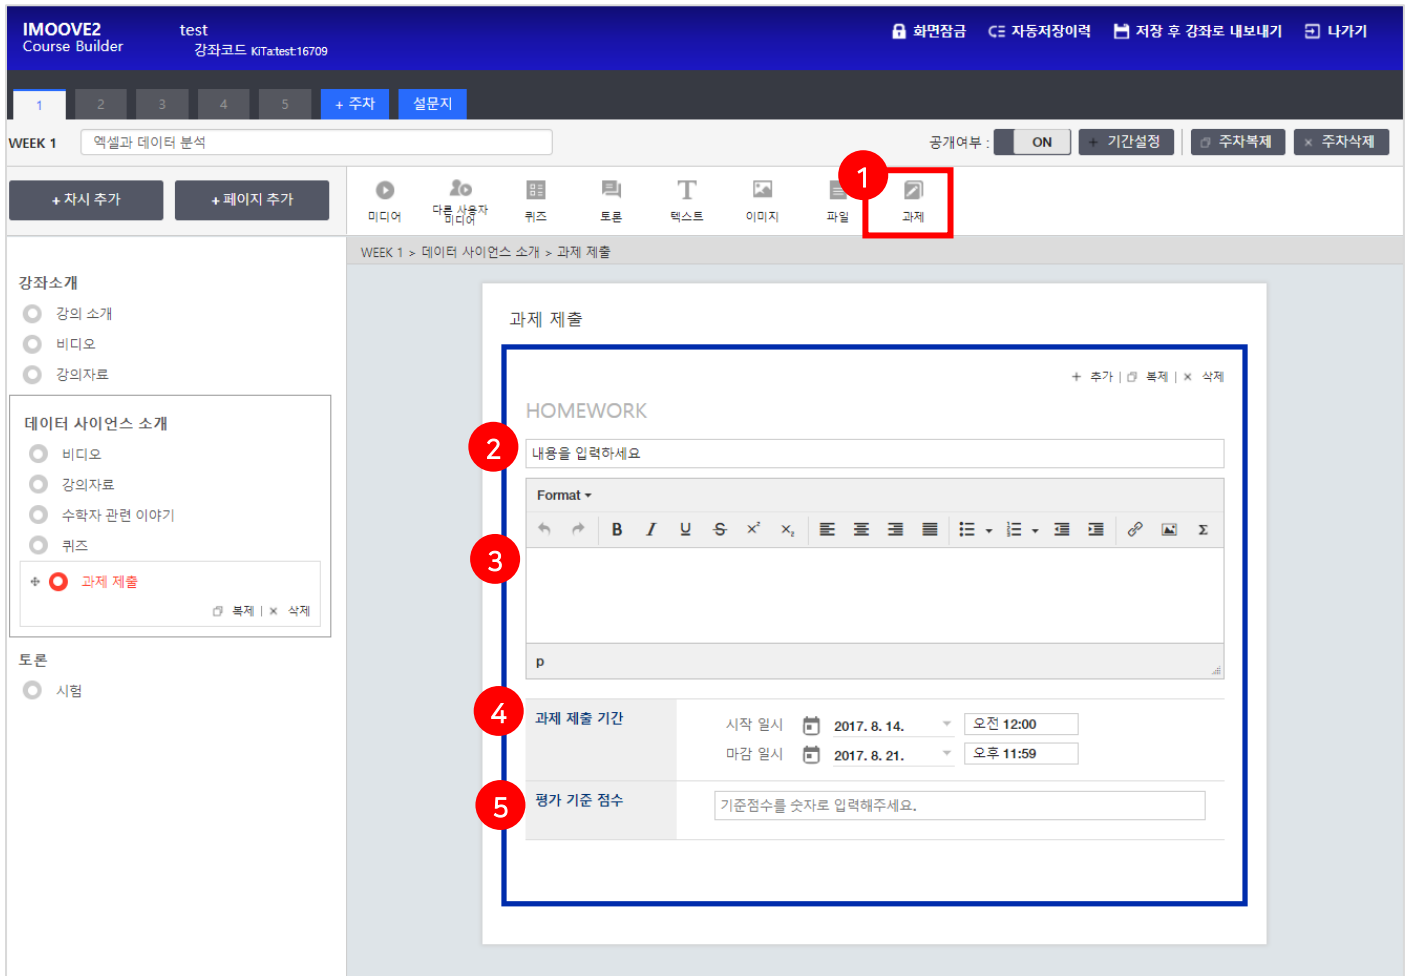 IMOOVE2
Course Builder
test
강좌코드 KiTa:test:16709
화면잠금
자동저장이력
저장 후 강좌로 내보내기
나가기
1 2 3 4 5 + 주차 설문지
WEEK 1 엑셀과 데이터 분석 공개여부 : ON + 기간설정 주차복제 × 주차삭제
+ 차시 추가 + 페이지 추가
미디어
다른 사용자
미디어
퀴즈
토론
텍스트
이미지
파일
1
과제
WEEK 1 > 데이터 사이언스 소개 > 과제 제출
강좌소개
강의 소개
비디오
강의자료
데이터 사이언스 소개
비디오
강의자료
수학자 관련 이야기
퀴즈
과제 제출
복제 | × 삭제
토론
시험
과제 제출
+ 추가 | 복제 | × 삭제
HOMEWORK
2
내용을 입력하세요
Format
B I U S x² x₂ Σ
3
p
4
과제 제출 기간
시작 일시 2017. 8. 14. 오전 12:00
마감 일시 2017. 8. 21. 오후 11:59
5
평가 기준 점수
기준점수를 숫자로 입력해주세요.